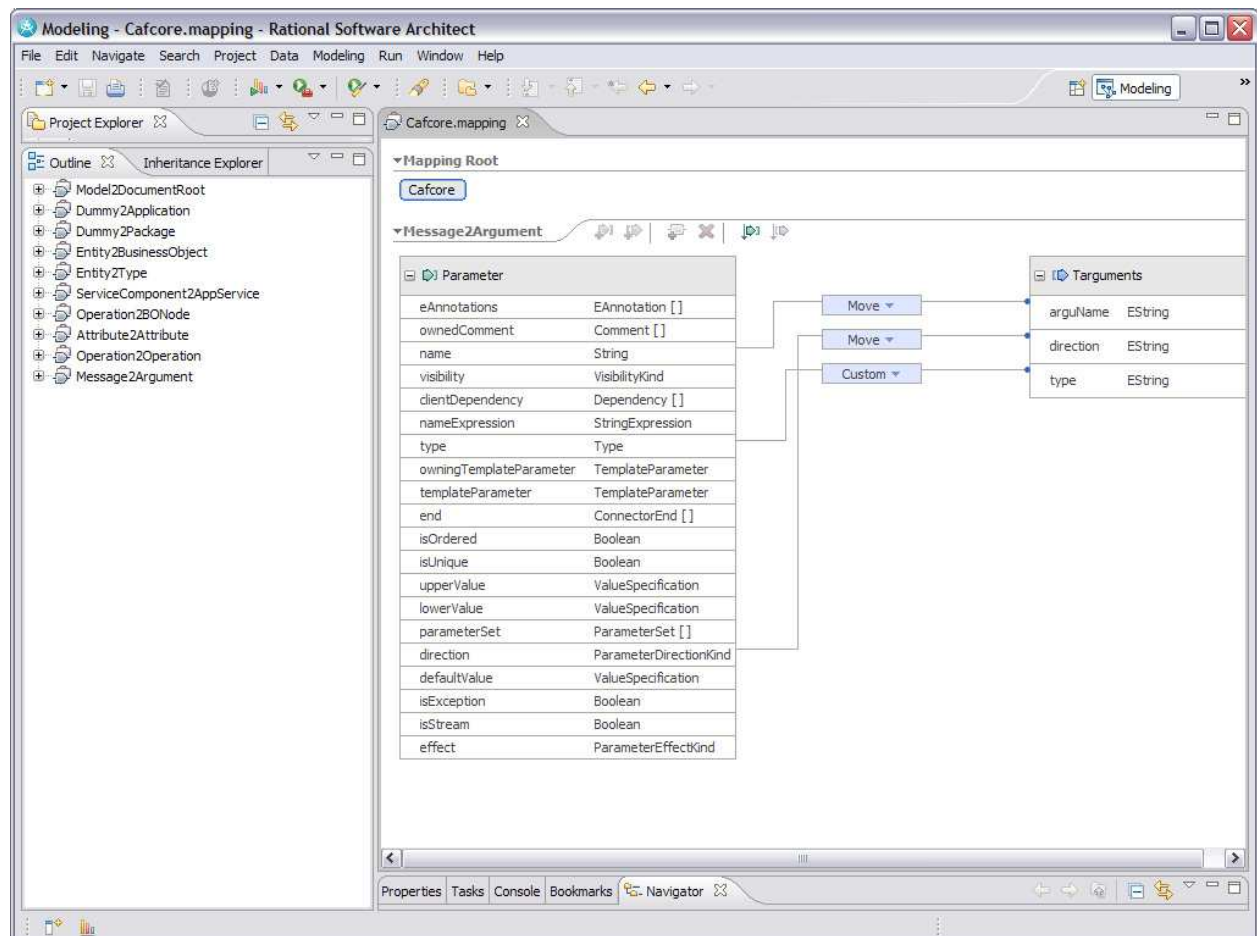 Modeling - Cafcore.mapping - Rational Software Architect
File Edit Navigate Search Project Data Modeling Run Window Help
Modeling »
Project Explorer
Outline Inheritance Explorer
Model2DocumentRoot
Dummy2Application
Dummy2Package
Entity2BusinessObject
Entity2Type
ServiceComponent2AppService
Operation2BONode
Attribute2Attribute
Operation2Operation
Message2Argument
Cafcore.mapping
Mapping Root
Cafcore
Message2Argument
Parameter
eAnnotations EAnnotation []
ownedComment Comment []
name String
visibility VisibilityKind
clientDependency Dependency []
nameExpression StringExpression
type Type
owningTemplateParameter TemplateParameter
templateParameter TemplateParameter
end ConnectorEnd []
isOrdered Boolean
isUnique Boolean
upperValue ValueSpecification
lowerValue ValueSpecification
parameterSet ParameterSet []
direction ParameterDirectionKind
defaultValue ValueSpecification
isException Boolean
isStream Boolean
effect ParameterEffectKind
Move
Move
Custom
Targuments
arguName EString
direction EString
type EString
Properties Tasks Console Bookmarks Navigator